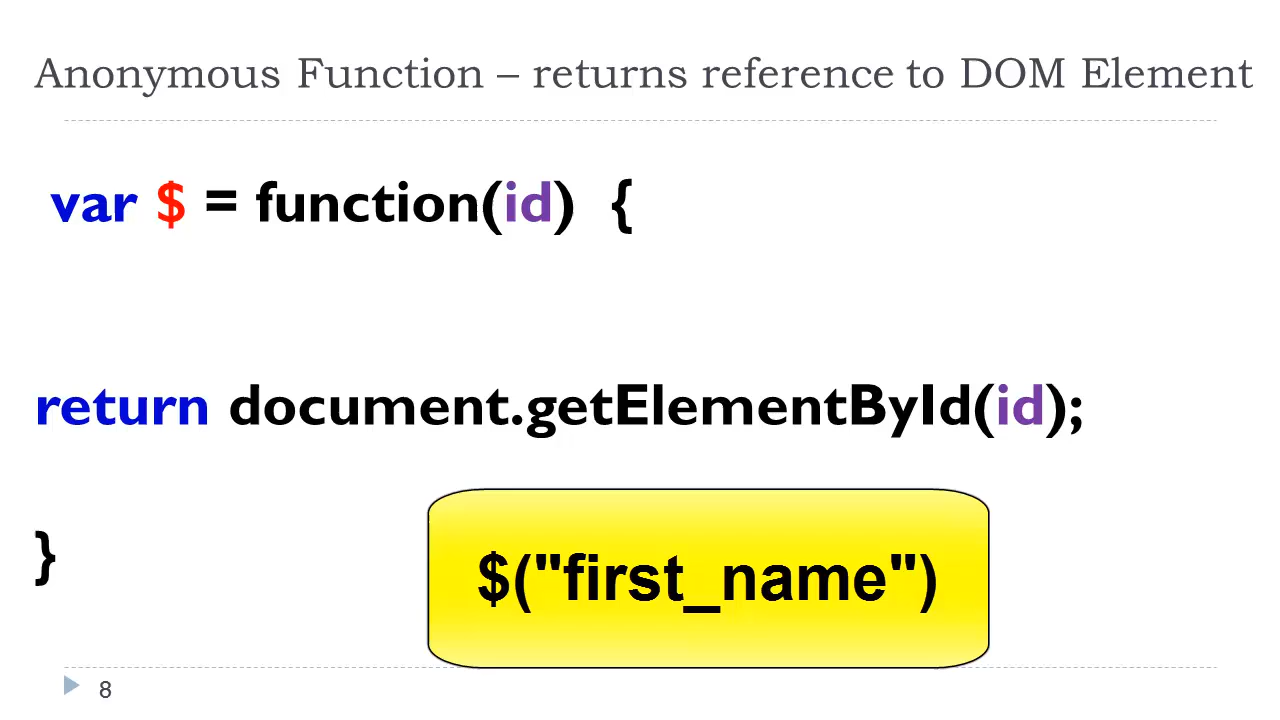 Anonymous Function – returns reference to DOM Element
var $ = function(id) {
return document.getElementById(id);
}
$("first_name")
8